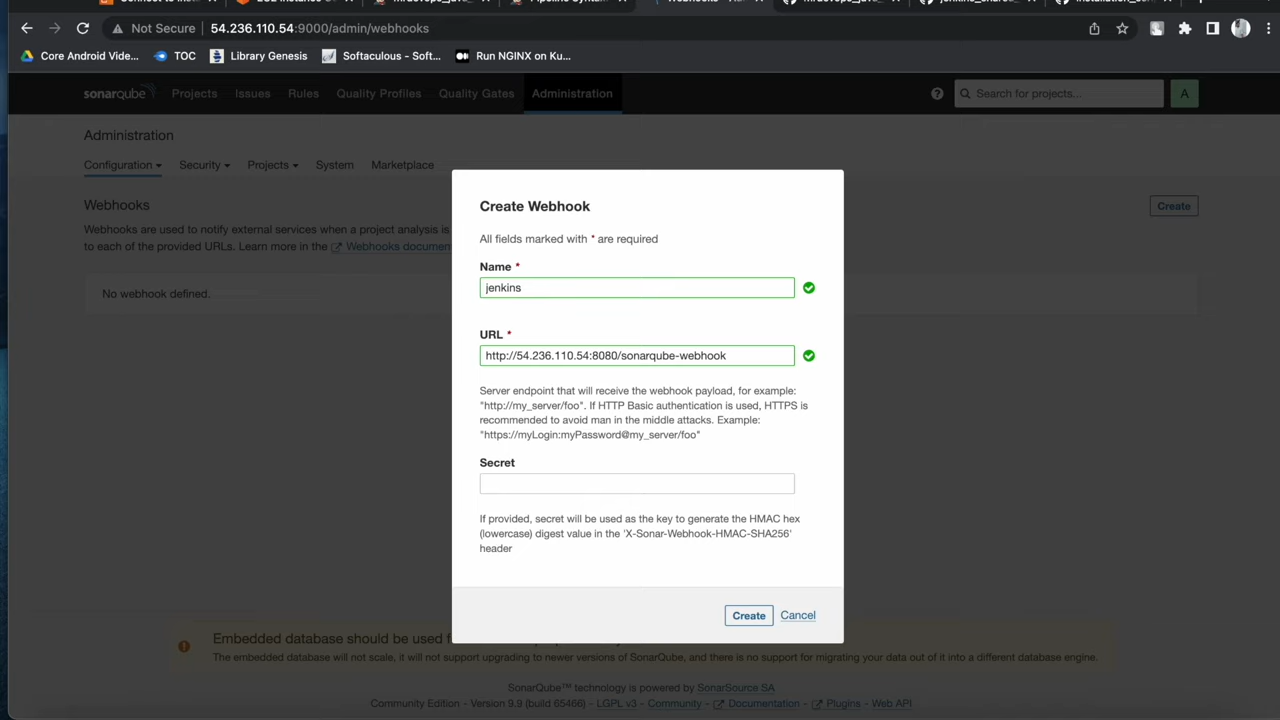 Not Secure 54.236.110.54:9000/admin/webhooks
Core Android Vide... TOC Library Genesis Softaculous - Soft... Run NGINX on Ku...
sonarqube Projects Issues Rules Quality Profiles Quality Gates Administration ? Search for projects... A
Administration
Configuration Security Projects System Marketplace
Webhooks
Create
Webhooks are used to notify external services when a project analysis is
to each of the provided URLs. Learn more in the Webhooks documen
No webhook defined.
Create Webhook
All fields marked with * are required
Name *
jenkins
URL *
http://54.236.110.54:8080/sonarqube-webhook
Server endpoint that will receive the webhook payload, for example:
"http://my_server/foo". If HTTP Basic authentication is used, HTTPS is
recommended to avoid man in the middle attacks. Example:
"https://myLogin:myPassword@my_server/foo"
Secret
If provided, secret will be used as the key to generate the HMAC hex
(lowercase) digest value in the 'X-Sonar-Webhook-HMAC-SHA256'
header
Create Cancel
Embedded database should be used f
The embedded database will not scale, it will not support upgrading to newer versions of SonarQube, and there is no support for migrating your data out of it into a different database engine.
SonarQube™ technology is powered by SonarSource SA
Community Edition - Version 9.9 (build 65466) - LGPL v3 - Community - Documentation - Plugins - Web API